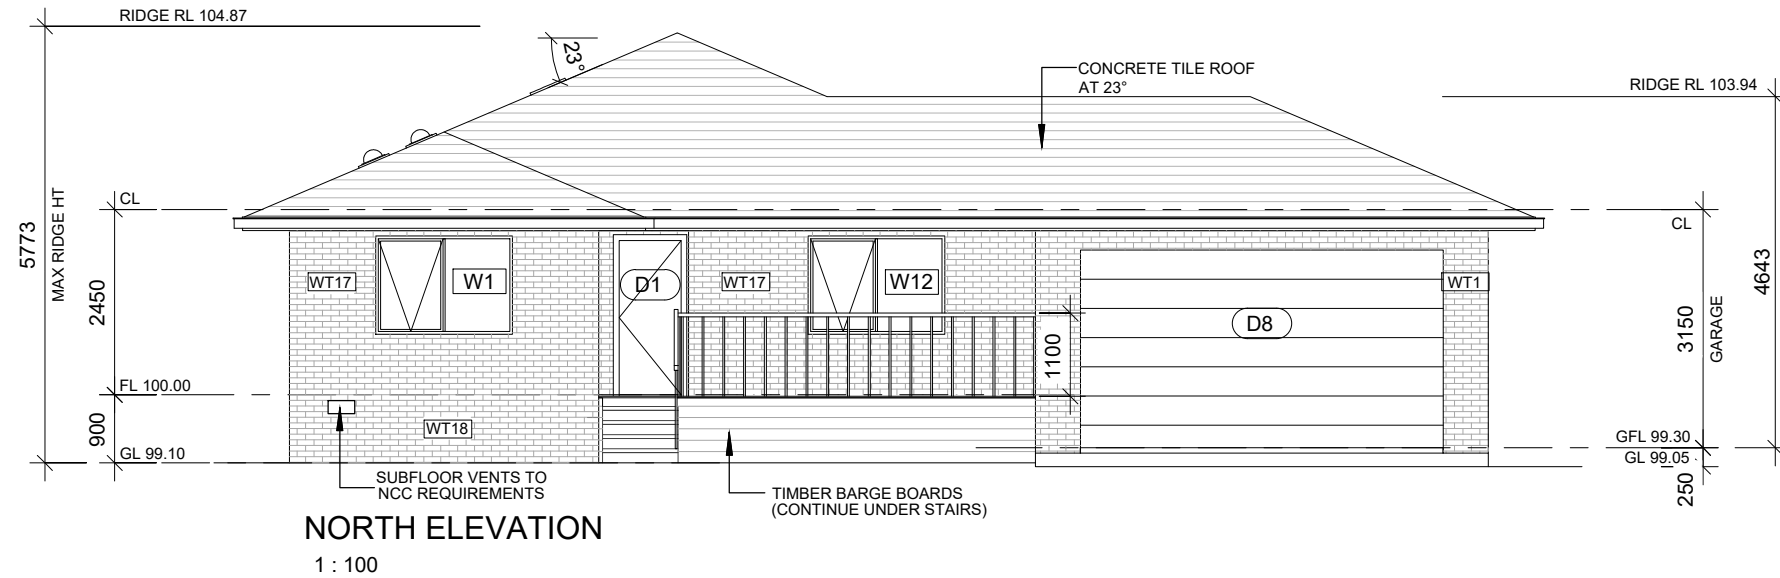 RIDGE RL 104.87
23°
CONCRETE TILE ROOF
AT 23°
RIDGE RL 103.94
5773
MAX RIDGE HT
CL
CL
2450
WT17
W1
D1
WT17
W12
WT1
D8
1100
3150
GARAGE
4643
FL 100.00
900
WT18
GL 99.10
GFL 99.30
GL 99.05
250
SUBFLOOR VENTS TO
NCC REQUIREMENTS
TIMBER BARGE BOARDS
(CONTINUE UNDER STAIRS)
NORTH ELEVATION
1 : 100